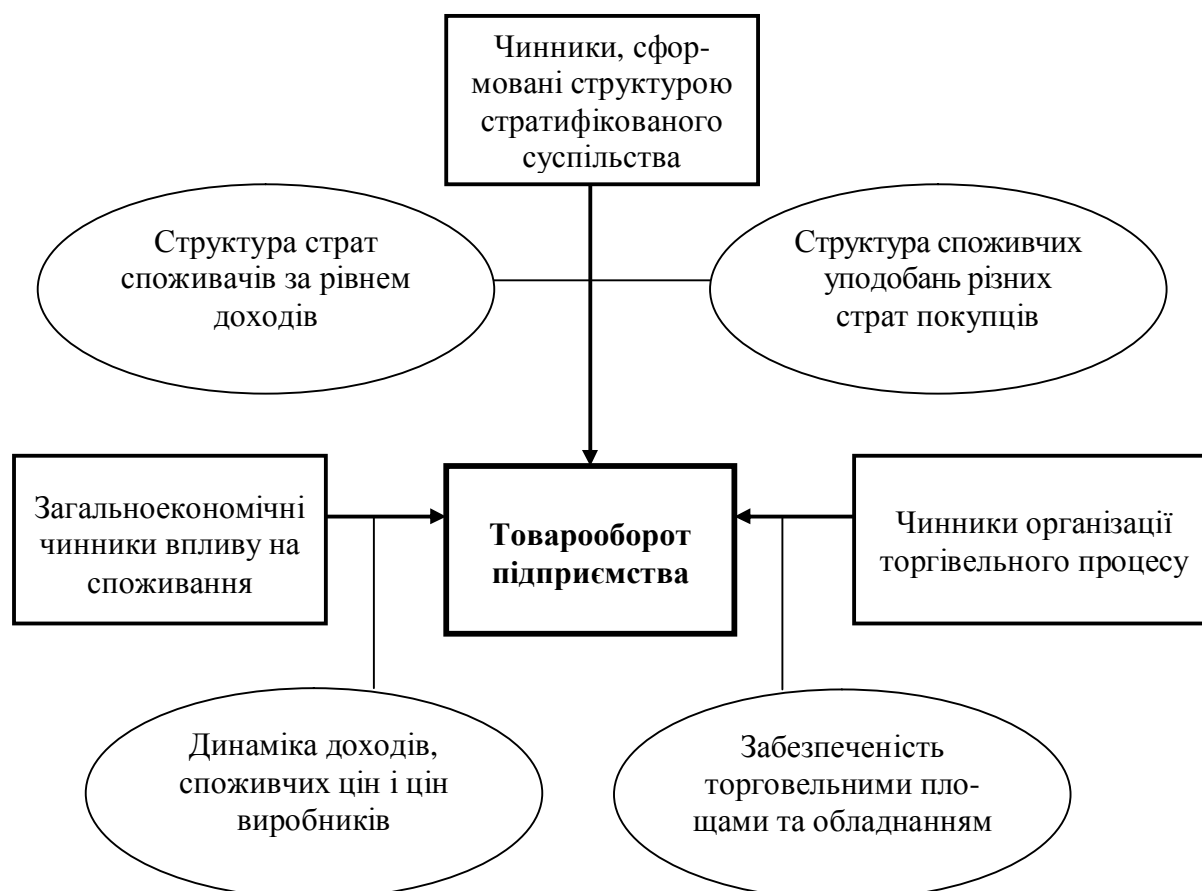 Чинники, сфор-
мовані структурою
стратифікованого
суспільства
Структура страт
споживачів за рівнем
доходів
Структура споживчих
уподобань різних
страт покупців
Загальноекономічні
чинники впливу на
споживання
Товарооборот
підприємства
Чинники організації
торгівельного процесу
Динаміка доходів,
споживчих цін і цін
виробників
Забезпеченість
торговельними пло-
щами та обладнанням